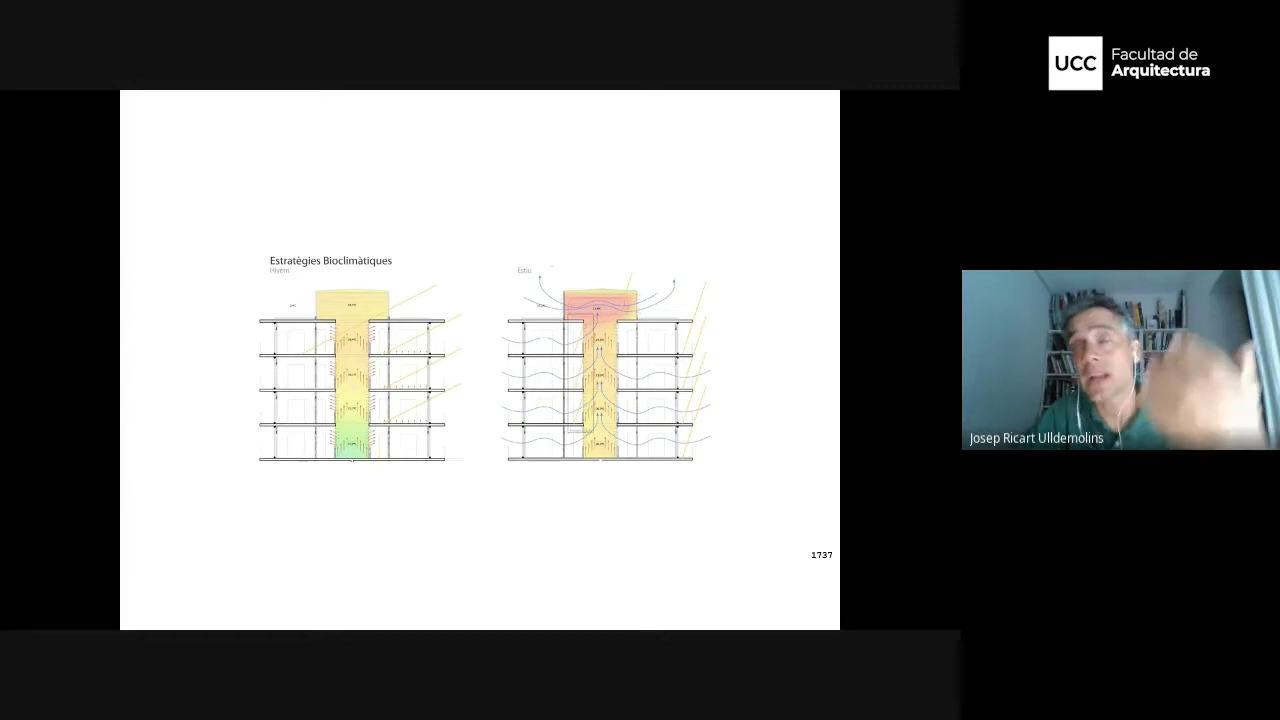 UCC
Facultad de
Arquitectura
Estratègies Bioclimàtiques
Hivern
Estiu
1737
Josep Ricart Ulldemolins